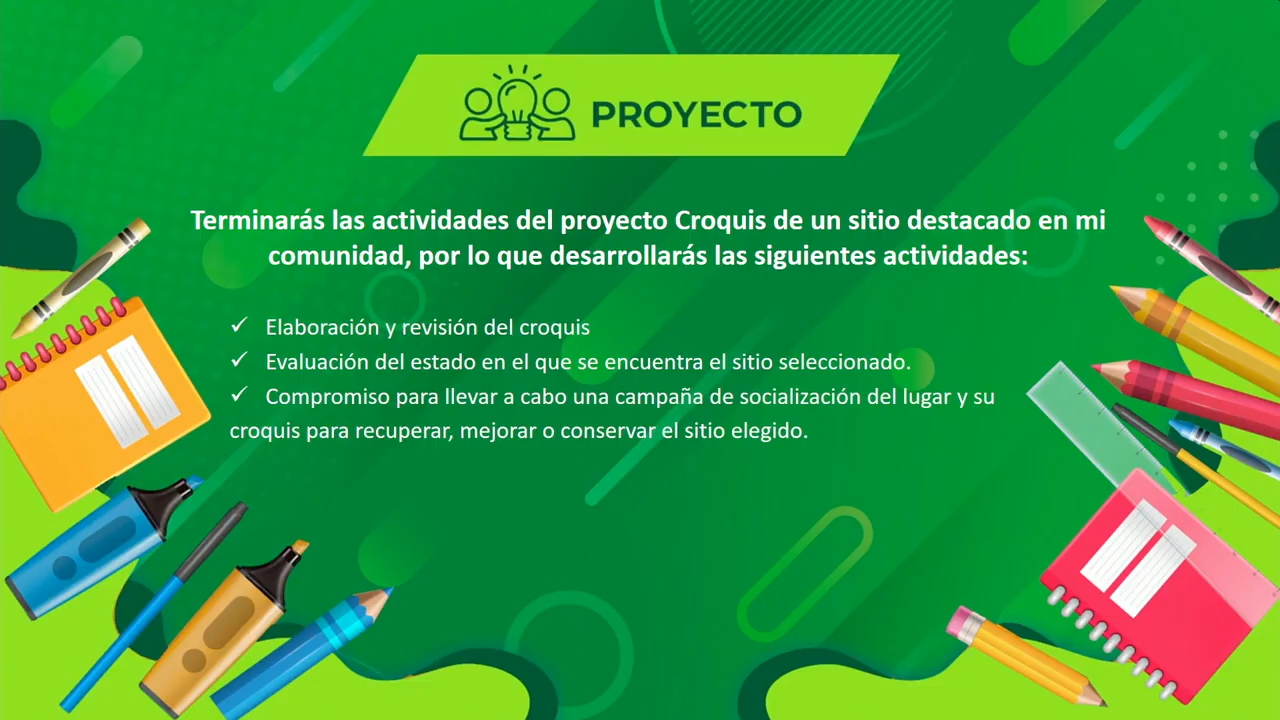 PROYECTO
Terminarás las actividades del proyecto Croquis de un sitio destacado en mi
comunidad, por lo que desarrollarás las siguientes actividades:
✓ Elaboración y revisión del croquis
✓ Evaluación del estado en el que se encuentra el sitio seleccionado.
✓ Compromiso para llevar a cabo una campaña de socialización del lugar y su
croquis para recuperar, mejorar o conservar el sitio elegido.